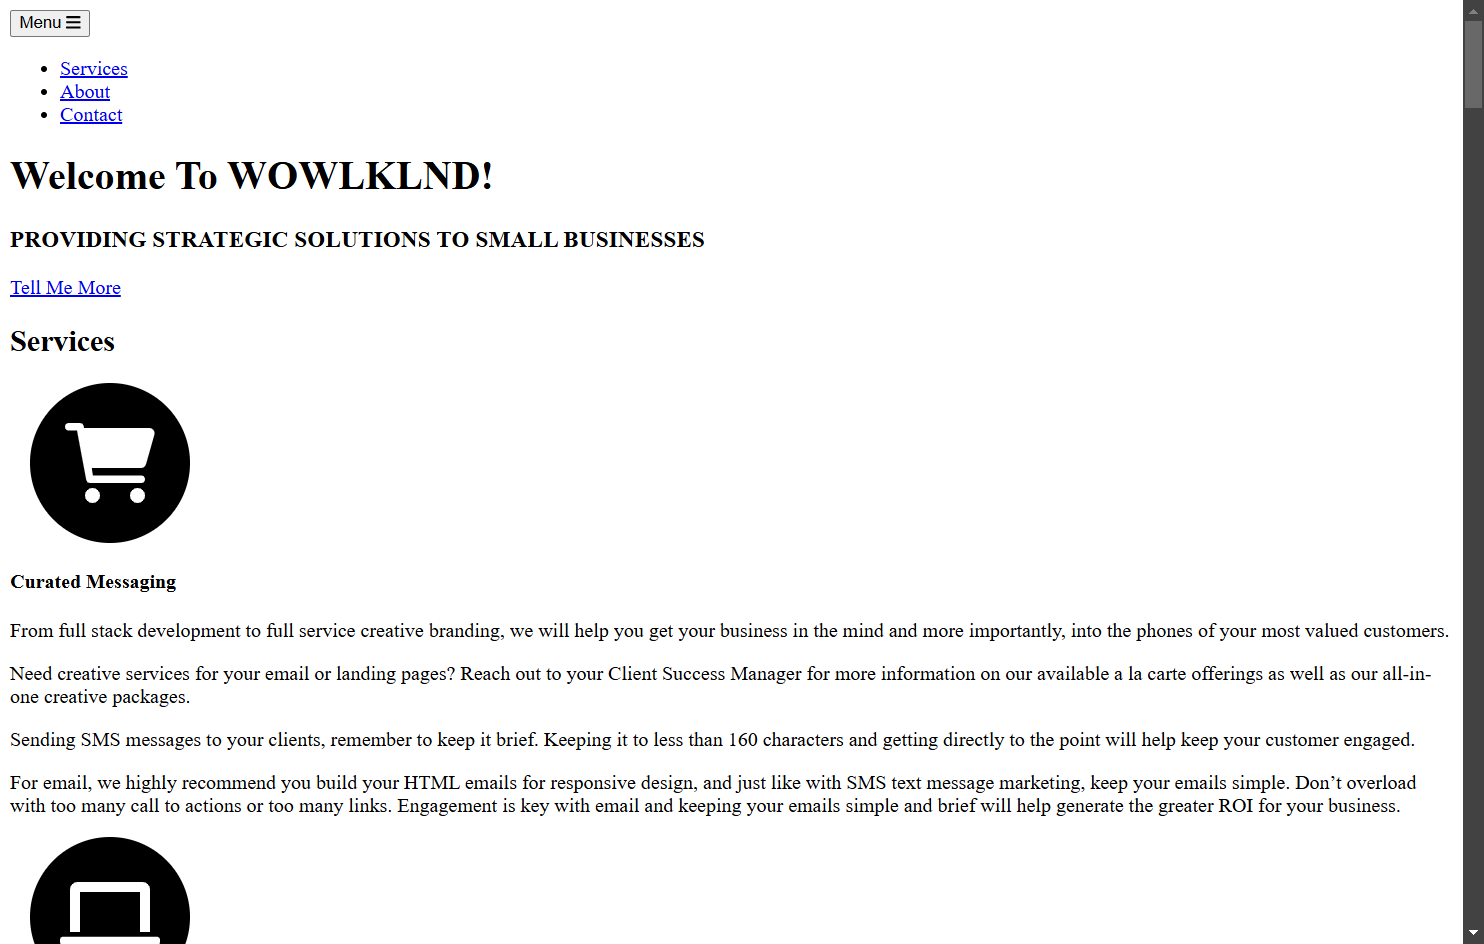 Menu
Services
About
Contact
Welcome To WOWLKLND!
PROVIDING STRATEGIC SOLUTIONS TO SMALL BUSINESSES
Tell Me More
Services
Curated Messaging
From full stack development to full service creative branding, we will help you get your business in the mind and more importantly, into the phones of your most valued customers.
Need creative services for your email or landing pages? Reach out to your Client Success Manager for more information on our available a la carte offerings as well as our all-in-
one creative packages.
Sending SMS messages to your clients, remember to keep it brief. Keeping it to less than 160 characters and getting directly to the point will help keep your customer engaged.
For email, we highly recommend you build your HTML emails for responsive design, and just like with SMS text message marketing, keep your emails simple. Don’t overload
with too many call to actions or too many links. Engagement is key with email and keeping your emails simple and brief will help generate the greater ROI for your business.